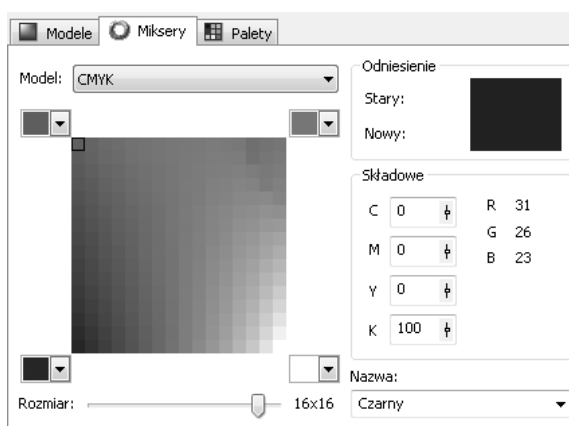 Modele Miksery Palety
Model: CMYK
Odniesienie
Stary:
Nowy:
Składowe
C 0 R 31
G 26
M 0 B 23
Y 0
K 100
Nazwa:
Rozmiar: 16x16 Czarny